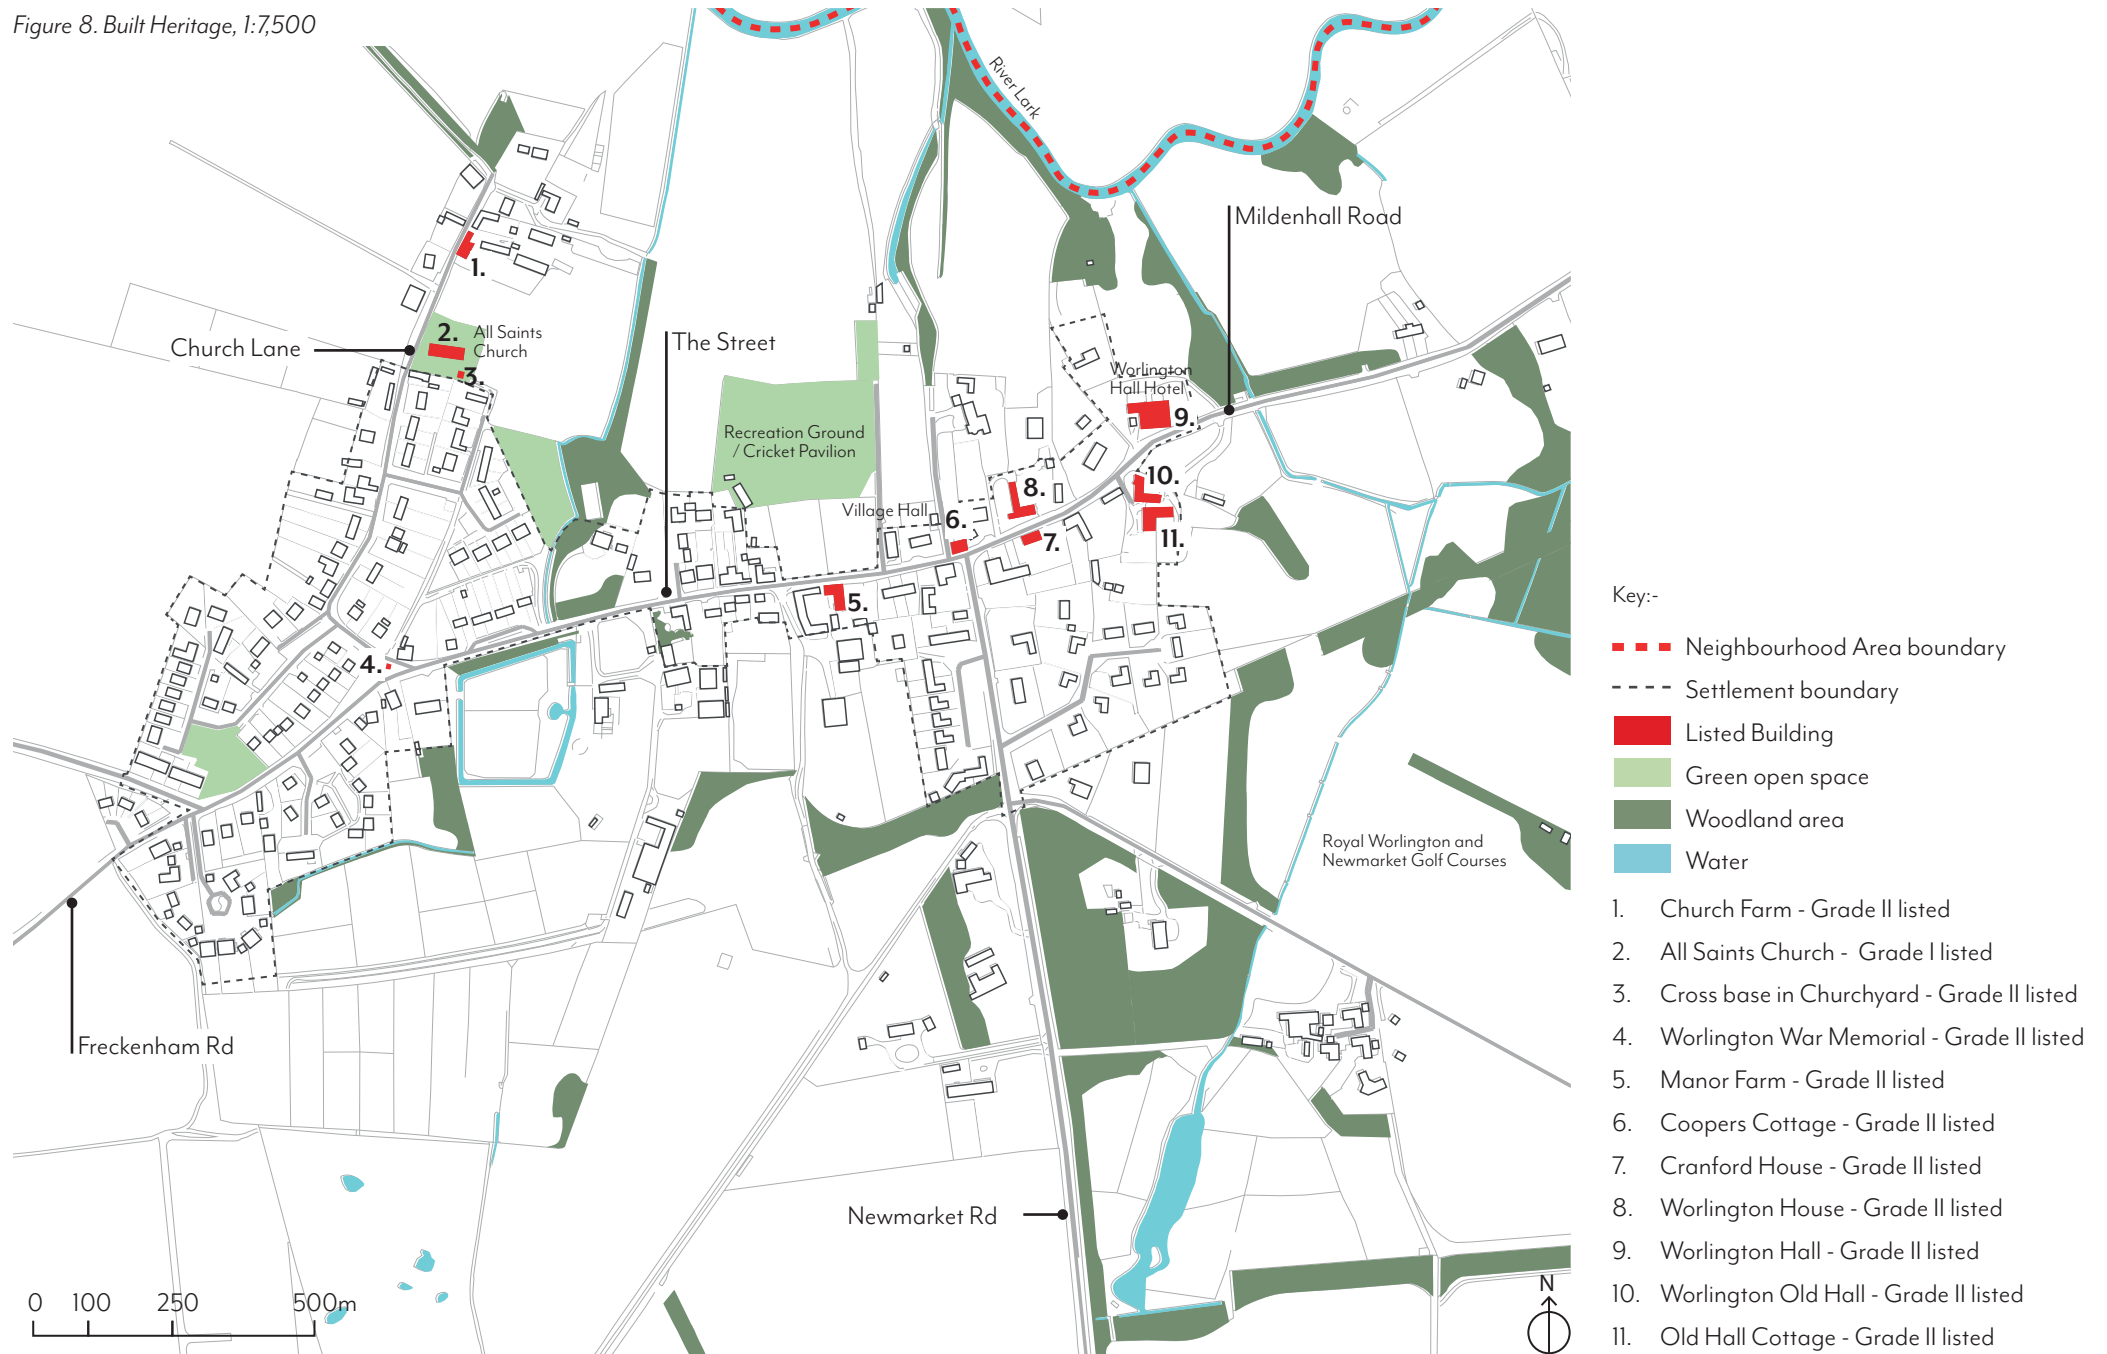 Figure 8. Built Heritage, 1:7,500
River Lark
Mildenhall Road
1.
2.
All Saints
Church
3.
Church Lane
The Street
Worlington
Hall Hotel
9.
Recreation Ground
/ Cricket Pavilion
10.
8.
Village Hall
6.
7.
11.
5.
4.
Royal Worlington and
Newmarket Golf Courses
Freckenham Rd
Newmarket Rd
0 100 250 500m
N
Key:-
Neighbourhood Area boundary
Settlement boundary
Listed Building
Green open space
Woodland area
Water
1. Church Farm - Grade II listed
2. All Saints Church - Grade I listed
3. Cross base in Churchyard - Grade II listed
4. Worlington War Memorial - Grade II listed
5. Manor Farm - Grade II listed
6. Coopers Cottage - Grade II listed
7. Cranford House - Grade II listed
8. Worlington House - Grade II listed
9. Worlington Hall - Grade II listed
10. Worlington Old Hall - Grade II listed
11. Old Hall Cottage - Grade II listed